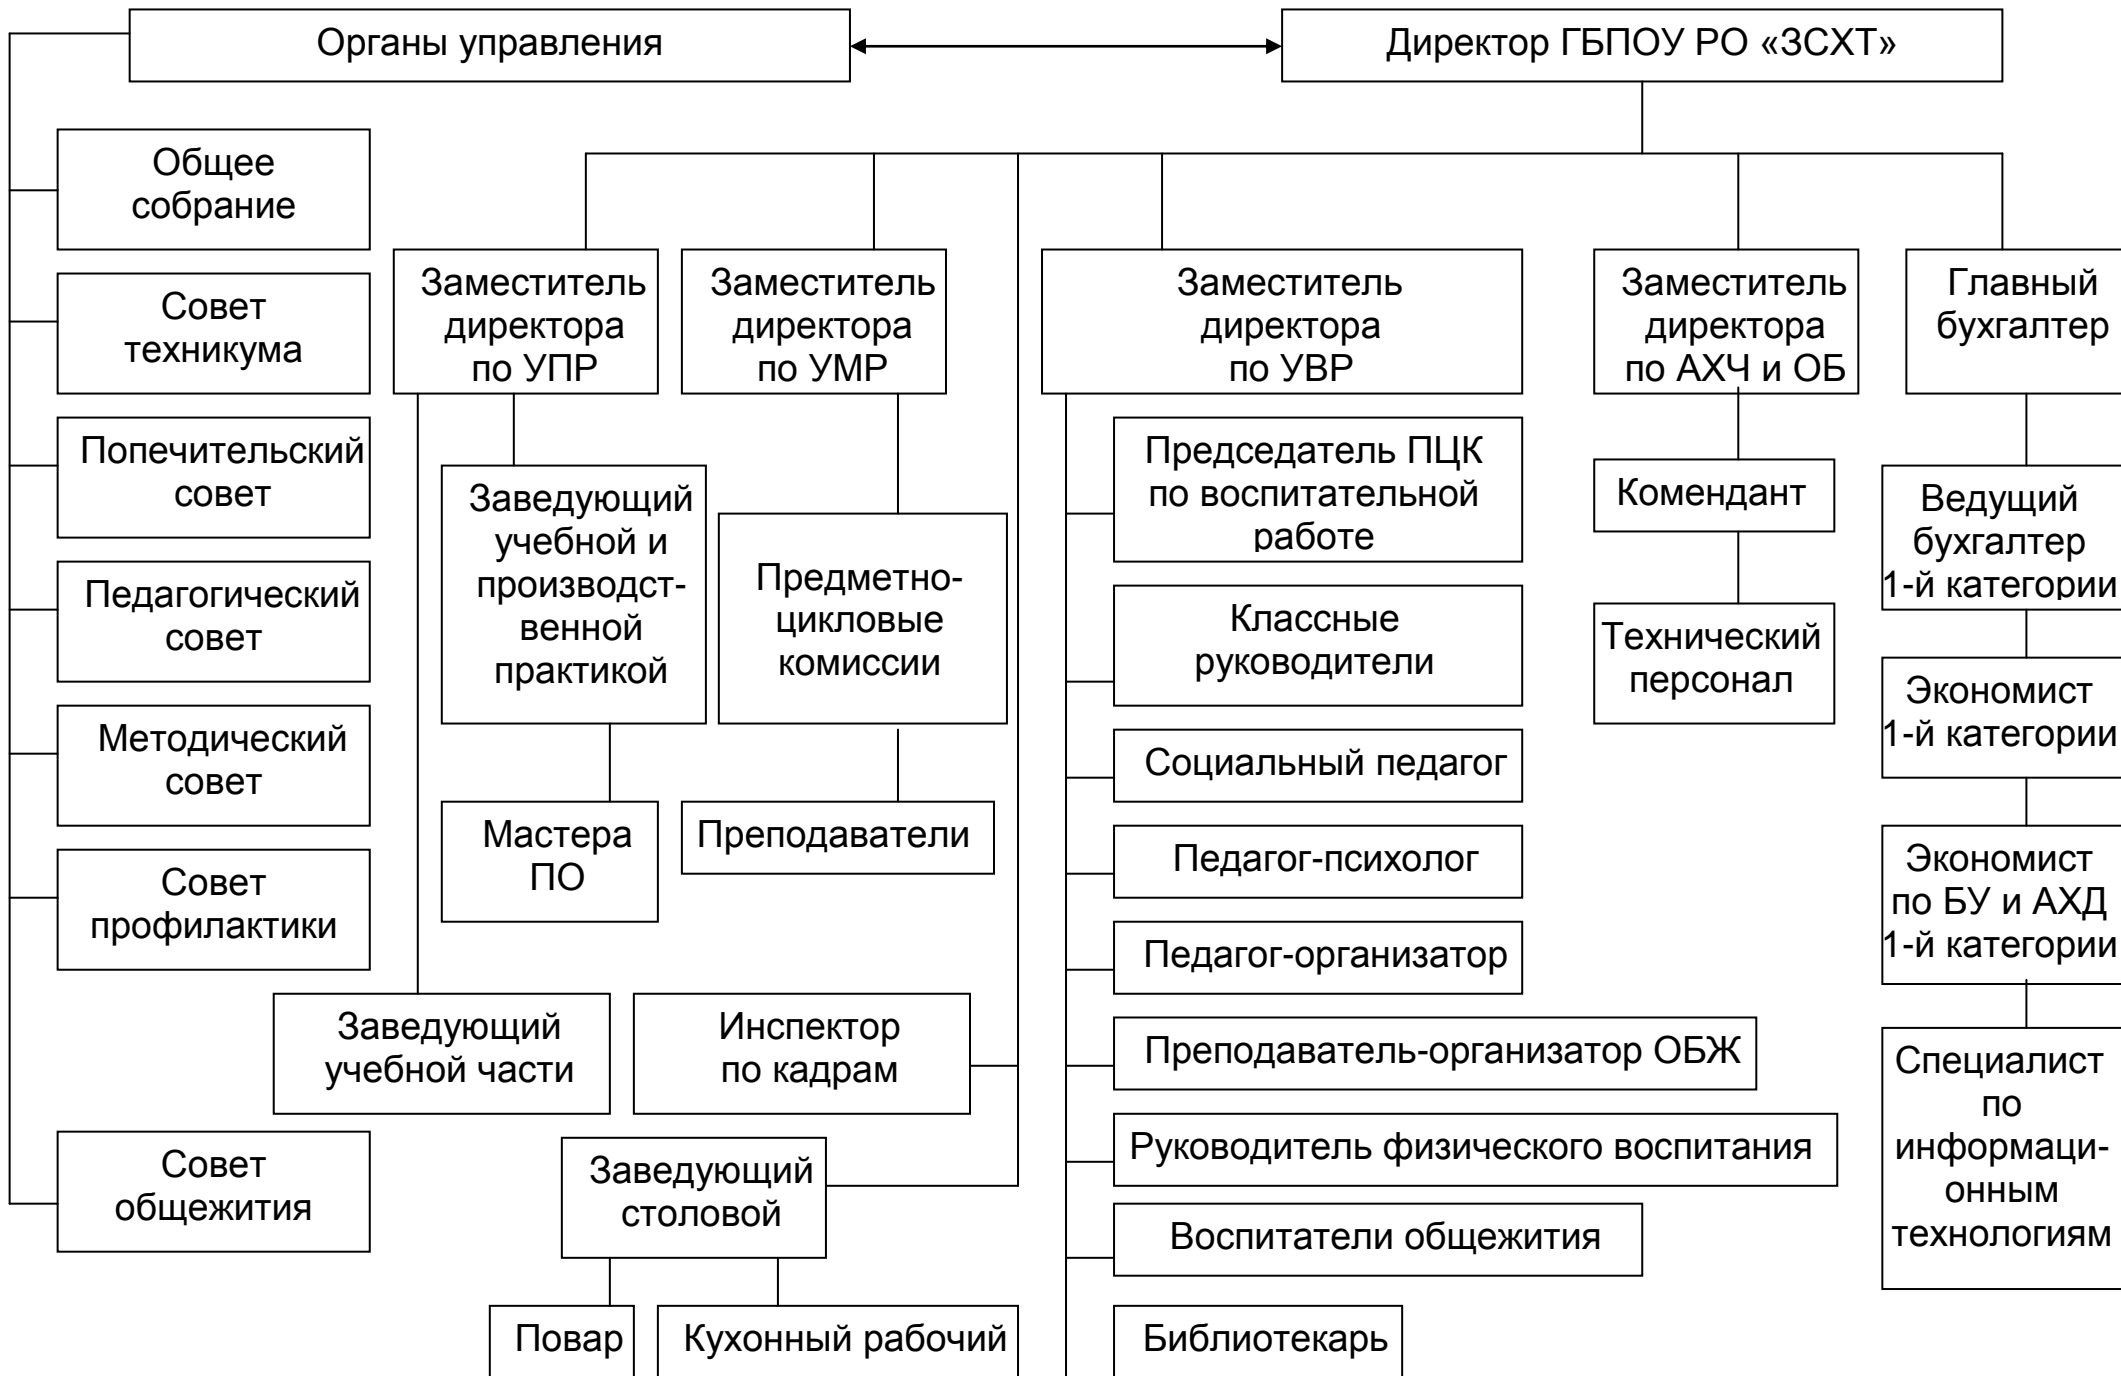 Органы управления
Директор ГБПОУ РО «ЗСХТ»
Общее
собрание
Совет
техникума
Попечительский
совет
Педагогический
совет
Методический
совет
Совет
профилактики
Совет
общежития
Заместитель
директора
по УПР
Заведующий
учебной и
производст-
венной
практикой
Мастера
ПО
Заведующий
учебной части
Заместитель
директора
по УМР
Предметно-
цикловые
комиссии
Преподаватели
Инспектор
по кадрам
Заведующий
столовой
Повар
Кухонный рабочий
Заместитель
директора
по УВР
Председатель ПЦК
по воспитательной
работе
Классные
руководители
Социальный педагог
Педагог-психолог
Педагог-организатор
Преподаватель-организатор ОБЖ
Руководитель физического воспитания
Воспитатели общежития
Библиотекарь
Заместитель
директора
по АХЧ и ОБ
Комендант
Технический
персонал
Главный
бухгалтер
Ведущий
бухгалтер
1-й категории
Экономист
1-й категории
Экономист
по БУ и АХД
1-й категории
Специалист
по
информаци-
онным
технологиям